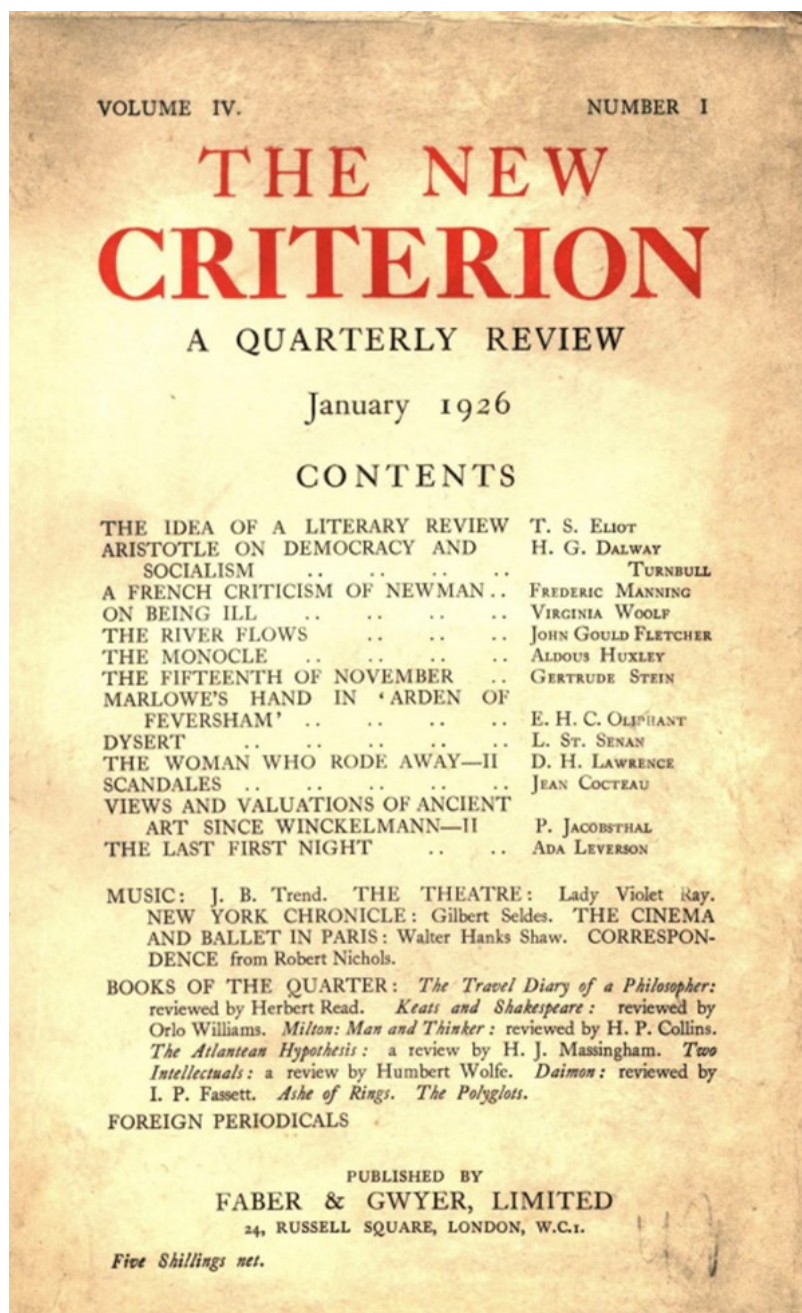 VOLUME IV. NUMBER I
THE NEW
CRITERION
A QUARTERLY REVIEW
January 1926
CONTENTS
THE IDEA OF A LITERARY REVIEW T. S. ELIOT
ARISTOTLE ON DEMOCRACY AND H. G. DALWAY
SOCIALISM .. .. .. .. TURNBULL
A FRENCH CRITICISM OF NEWMAN .. FREDERIC MANNING
ON BEING ILL .. .. .. .. VIRGINIA WOOLF
THE RIVER FLOWS .. .. .. JOHN GOULD FLETCHER
THE MONOCLE .. .. .. .. ALDOUS HUXLEY
THE FIFTEENTH OF NOVEMBER .. GERTRUDE STEIN
MARLOWE'S HAND IN ‘ARDEN OF
FEVERSHAM’ .. .. .. .. E. H. C. OLIPHANT
DYSERT .. .. .. .. .. L. ST. SENAN
THE WOMAN WHO RODE AWAY—II D. H. LAWRENCE
SCANDALES .. .. .. .. .. JEAN COCTEAU
VIEWS AND VALUATIONS OF ANCIENT
ART SINCE WINCKELMANN—II P. JACOBSTHAL
THE LAST FIRST NIGHT .. .. ADA LEVERSON
MUSIC: J. B. Trend. THE THEATRE: Lady Violet Ray.
NEW YORK CHRONICLE: Gilbert Seldes. THE CINEMA
AND BALLET IN PARIS: Walter Hanks Shaw. CORRESPON-
DENCE from Robert Nichols.
BOOKS OF THE QUARTER: The Travel Diary of a Philosopher:
reviewed by Herbert Read. Keats and Shakespeare: reviewed by
Orlo Williams. Milton: Man and Thinker: reviewed by H. P. Collins.
The Atlantean Hypothesis: a review by H. J. Massingham. Two
Intellectuals: a review by Humbert Wolfe. Daimon: reviewed by
I. P. Fassett. Ashe of Rings. The Polyglots.
FOREIGN PERIODICALS
PUBLISHED BY
FABER & GWYER, LIMITED
24, RUSSELL SQUARE, LONDON, W.C.1.
Five Shillings net.